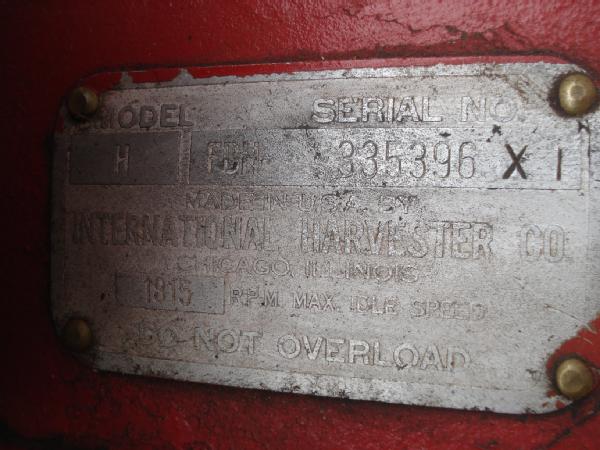 MODEL SERIAL NO.
H FBH 335396 X 1
MADE IN U.S.A. BY
INTERNATIONAL HARVESTER CO.
CHICAGO, ILLINOIS
1815 R.P.M. MAX. IDLE SPEED
DO NOT OVERLOAD